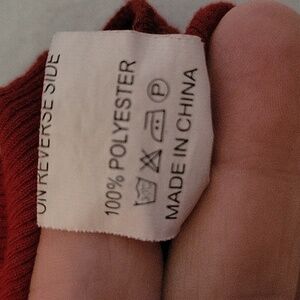 ON REVERSE SIDE
100% POLYESTER
P
MADE IN CHINA